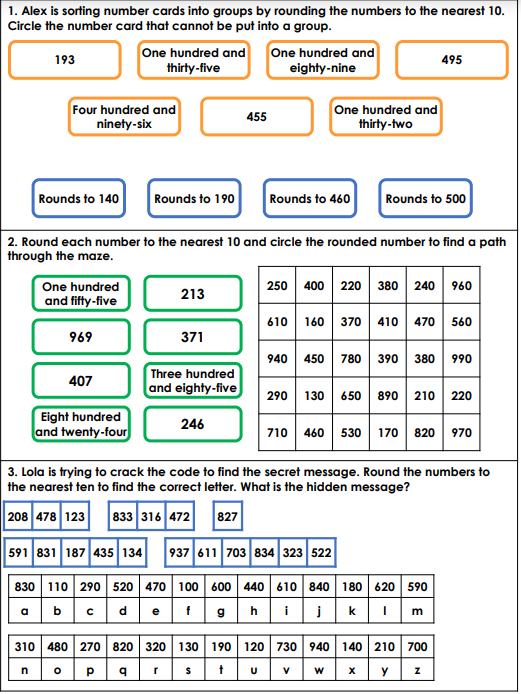 1. Alex is sorting number cards into groups by rounding the numbers to the nearest 10.
Circle the number card that cannot be put into a group.
193
One hundred and
thirty-five
One hundred and
eighty-nine
495
Four hundred and
ninety-six
455
One hundred and
thirty-two
Rounds to 140
Rounds to 190
Rounds to 460
Rounds to 500
2. Round each number to the nearest 10 and circle the rounded number to find a path
through the maze.
One hundred
and fifty-five
213
969
371
407
Three hundred
and eighty-five
Eight hundred
and twenty-four
246
250 400 220 380 240 960
610 160 370 410 470 560
940 450 780 390 380 990
290 130 650 890 210 220
710 460 530 170 820 970
3. Lola is trying to crack the code to find the secret message. Round the numbers to
the nearest ten to find the correct letter. What is the hidden message?
208 478 123 833 316 472 827
591 831 187 435 134 937 611 703 834 323 522
830 110 290 520 470 100 600 440 610 840 180 620 590
a b c d e f g h i j k l m
310 480 270 820 320 130 190 120 730 940 140 210 700
n o p q r s t u v w x y z